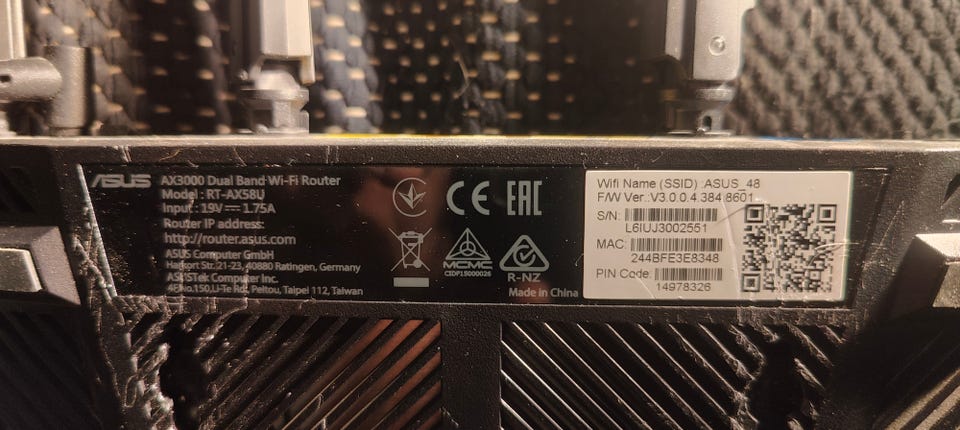 ASUS AX3000 Dual Band Wi-Fi Router
Model : RT-AX58U
Input : 19V ⎓ 1.75A
Router IP address:
http://router.asus.com
ASUS Computer GmbH
Harkort Str. 21-23, 40880 Ratingen, Germany
ASUSTek Computer Inc.
4F, No.150, Li-Te Rd., Peitou, Taipei 112, Taiwan
CE EAC
MCMC
CIDF15000026
R-NZ
Made in China
Wifi Name (SSID) :ASUS_48
F/W Ver.:V3.0.0.4.384.8601
S/N:
L6IUJ3002551
MAC:
244BFE3E8348
PIN Code:
14978326